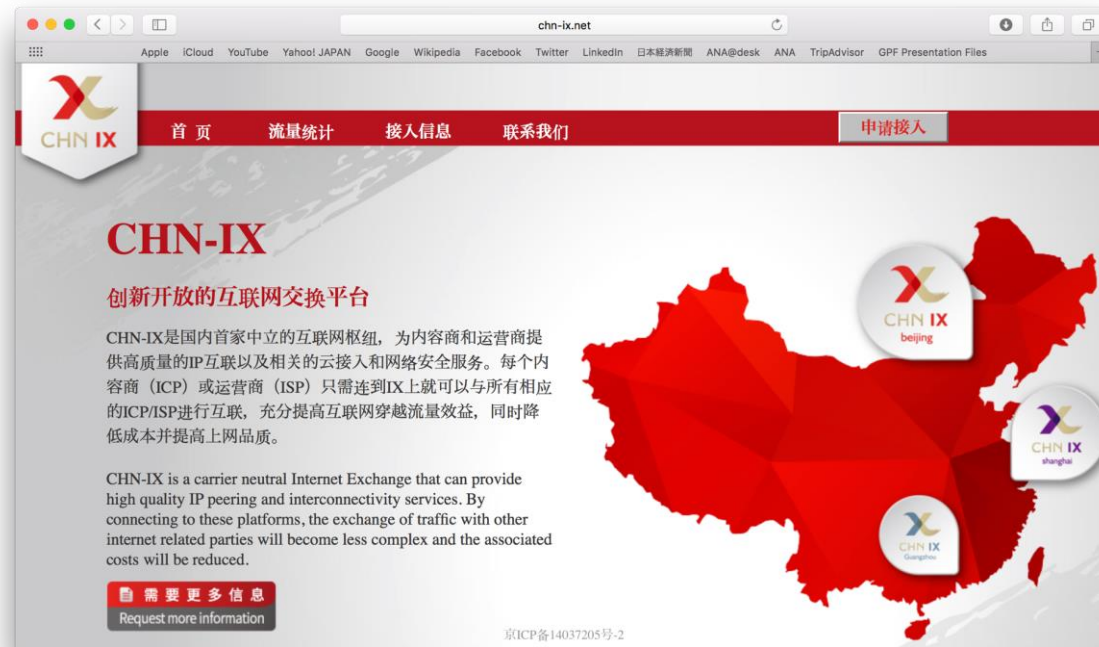 chn-ix.net
Apple iCloud YouTube Yahoo! JAPAN Google Wikipedia Facebook Twitter LinkedIn 日本経済新聞 ANA@desk ANA TripAdvisor GPF Presentation Files
CHN IX
首 页 流量统计 接入信息 联系我们 申请接入
CHN-IX
创新开放的互联网交换平台
CHN-IX是国内首家中立的互联网枢纽，为内容商和运营商提
供高质量的IP互联以及相关的云接入和网络安全服务。每个内
容商（ICP）或运营商（ISP）只需连到IX上就可以与所有相应
的ICP/ISP进行互联，充分提高互联网穿越流量效益，同时降
低成本并提高上网品质。
CHN-IX is a carrier neutral Internet Exchange that can provide
high quality IP peering and interconnectivity services. By
connecting to these platforms, the exchange of traffic with other
internet related parties will become less complex and the associated
costs will be reduced.
需要更多信息
Request more information
CHN IX
beijing
CHN IX
shanghai
CHN IX
Guangzhou
京ICP备14037205号-2